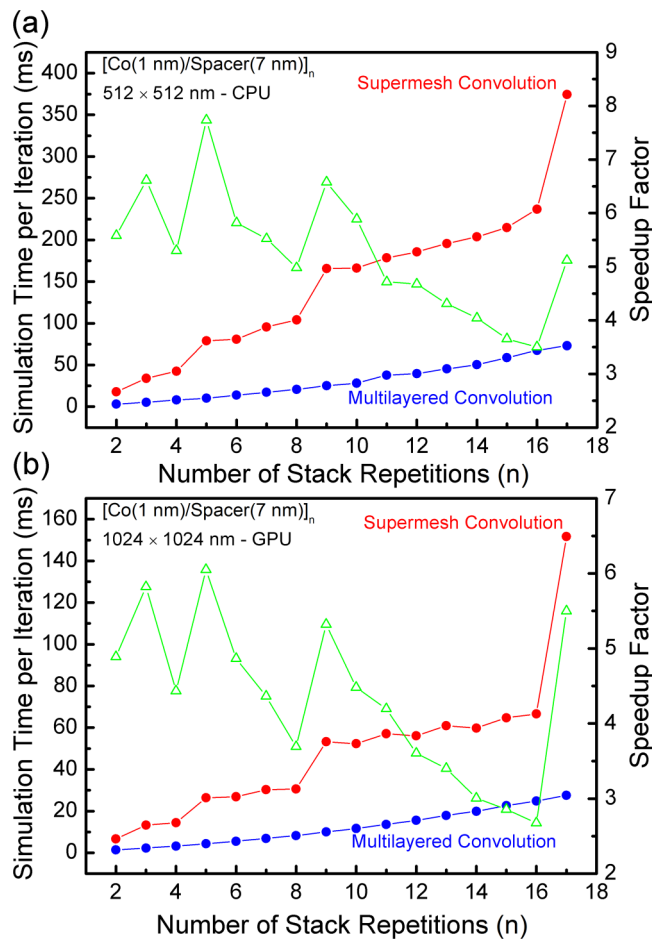 (a)
[Co(1 nm)/Spacer(7 nm)]n
512 × 512 nm - CPU
Supermesh Convolution
Multilayered Convolution
Simulation Time per Iteration (ms)
400
350
300
250
200
150
100
50
0
Speedup Factor
9
8
7
6
5
4
3
2
2 4 6 8 10 12 14 16 18
Number of Stack Repetitions (n)
(b)
[Co(1 nm)/Spacer(7 nm)]n
1024 × 1024 nm - GPU
Supermesh Convolution
Multilayered Convolution
Simulation Time per Iteration (ms)
160
140
120
100
80
60
40
20
0
Speedup Factor
7
6
5
4
3
2
2 4 6 8 10 12 14 16 18
Number of Stack Repetitions (n)